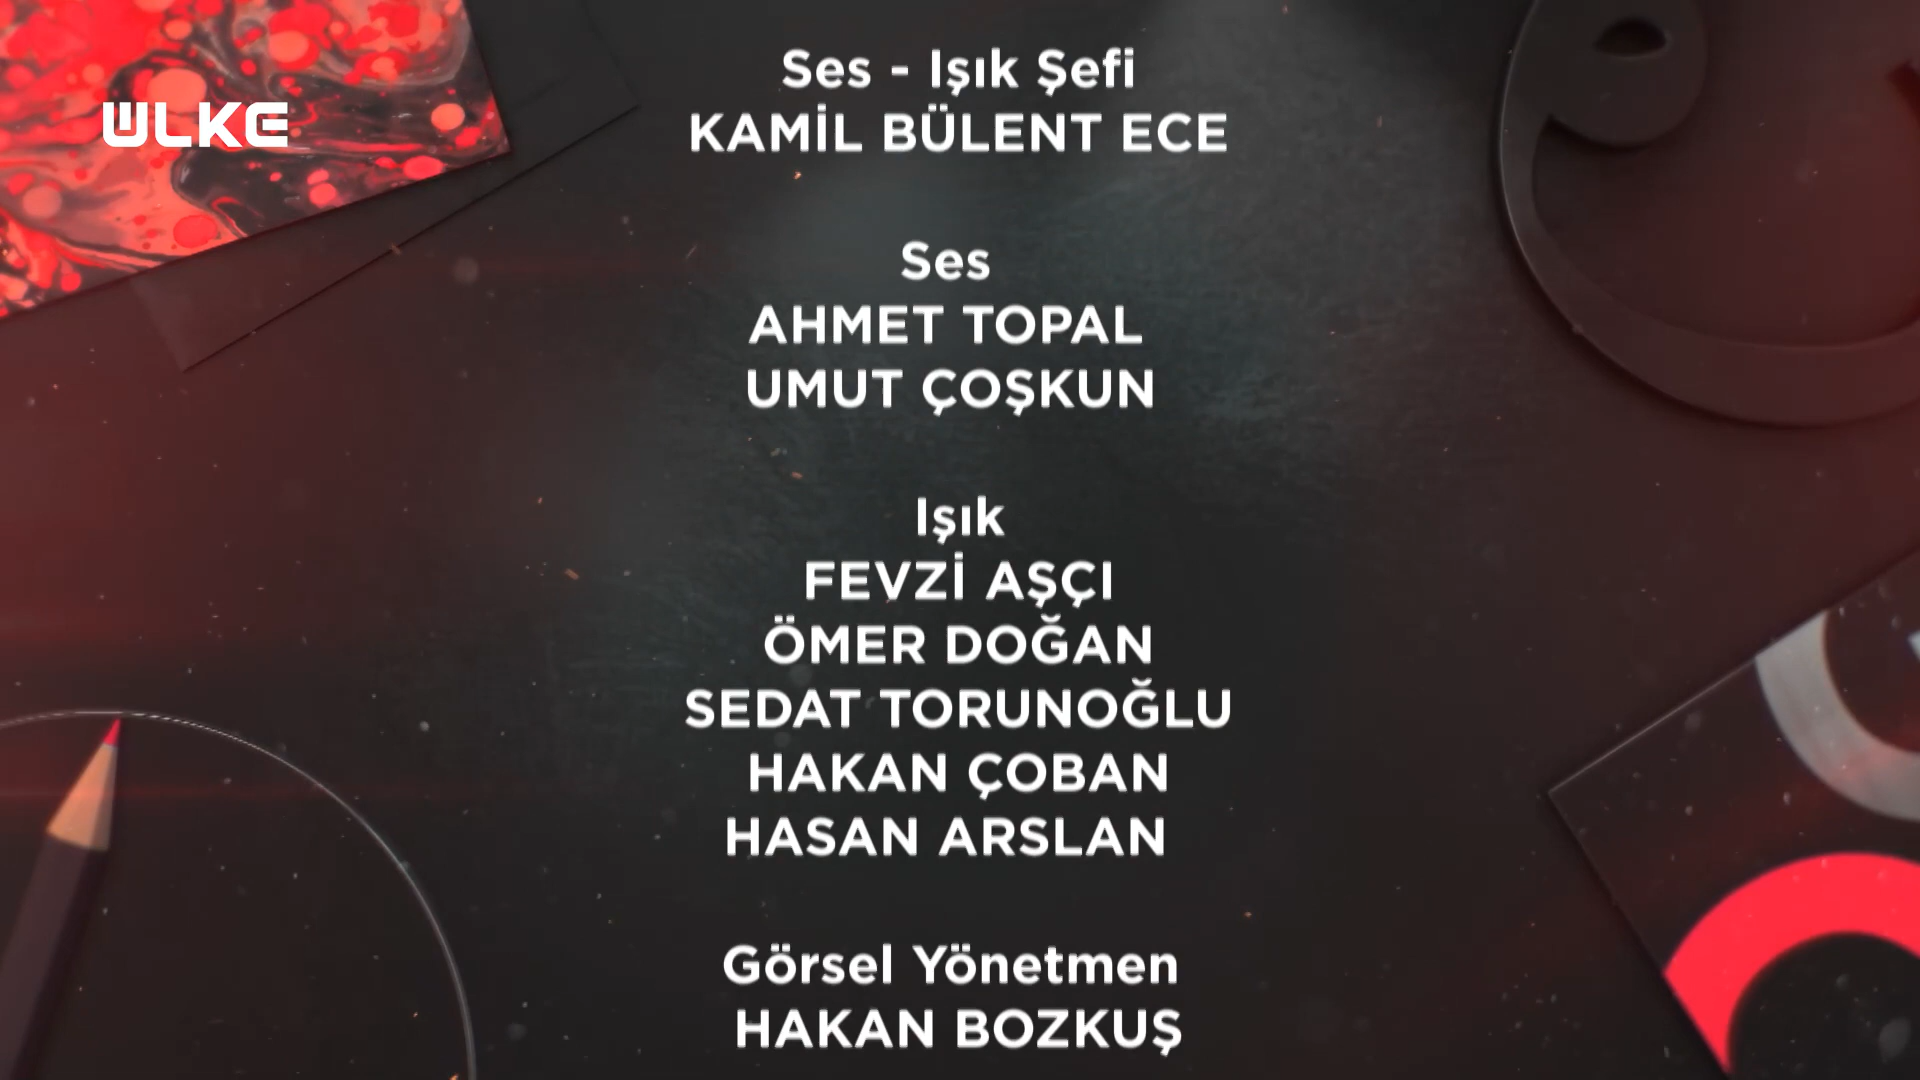 ÜLKE
Ses - Işık Şefi
KAMİL BÜLENT ECE
Ses
AHMET TOPAL
UMUT ÇOŞKUN
Işık
FEVZİ AŞÇI
ÖMER DOĞAN
SEDAT TORUNOĞLU
HAKAN ÇOBAN
HASAN ARSLAN
Görsel Yönetmen
HAKAN BOZKUŞ